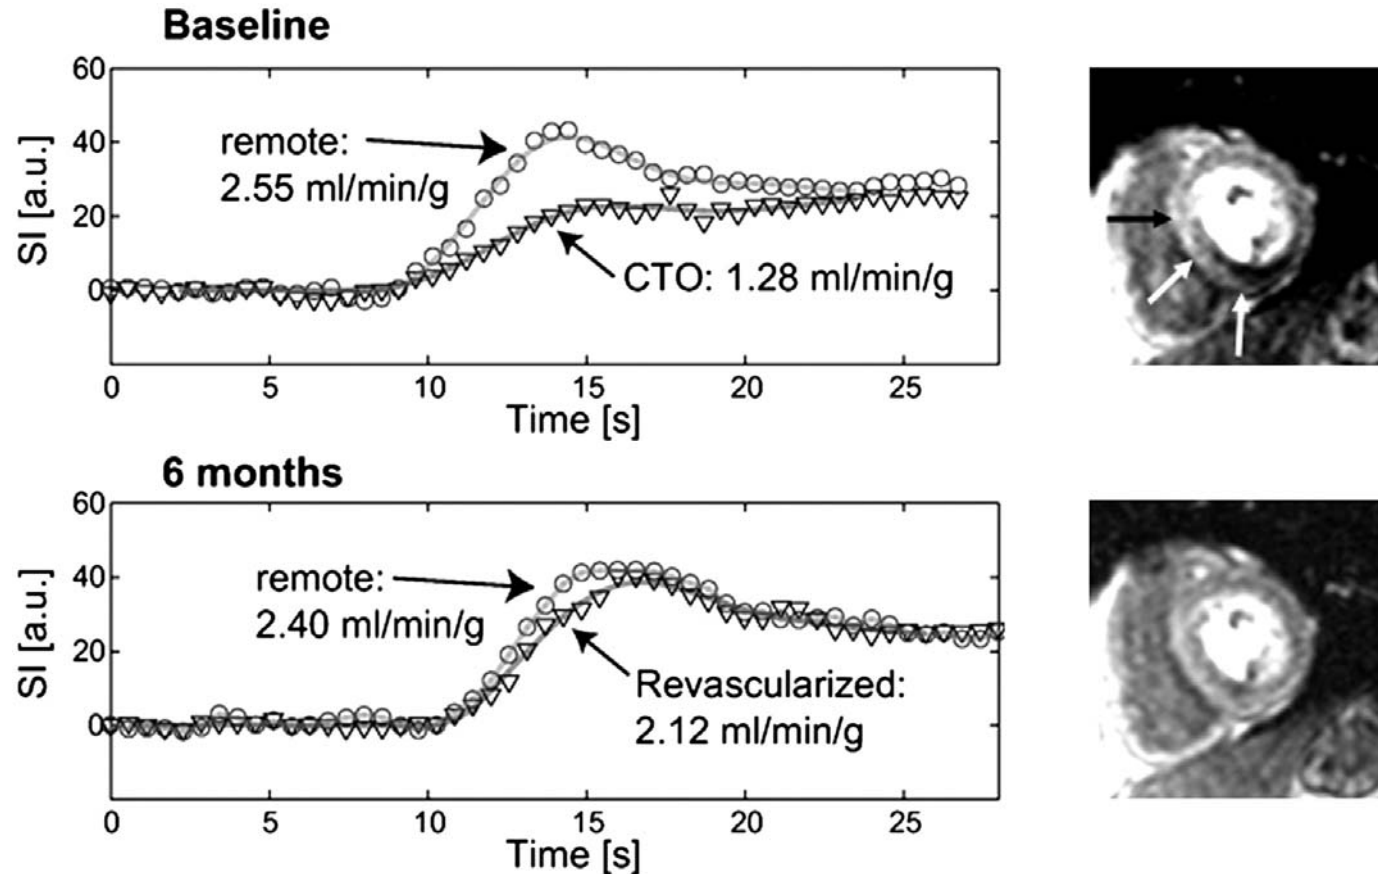 Baseline
60
40
20
0
SI [a.u.]
remote:
2.55 ml/min/g
CTO: 1.28 ml/min/g
0 5 10 15 20 25
Time [s]
6 months
60
40
20
0
SI [a.u.]
remote:
2.40 ml/min/g
Revascularized:
2.12 ml/min/g
0 5 10 15 20 25
Time [s]